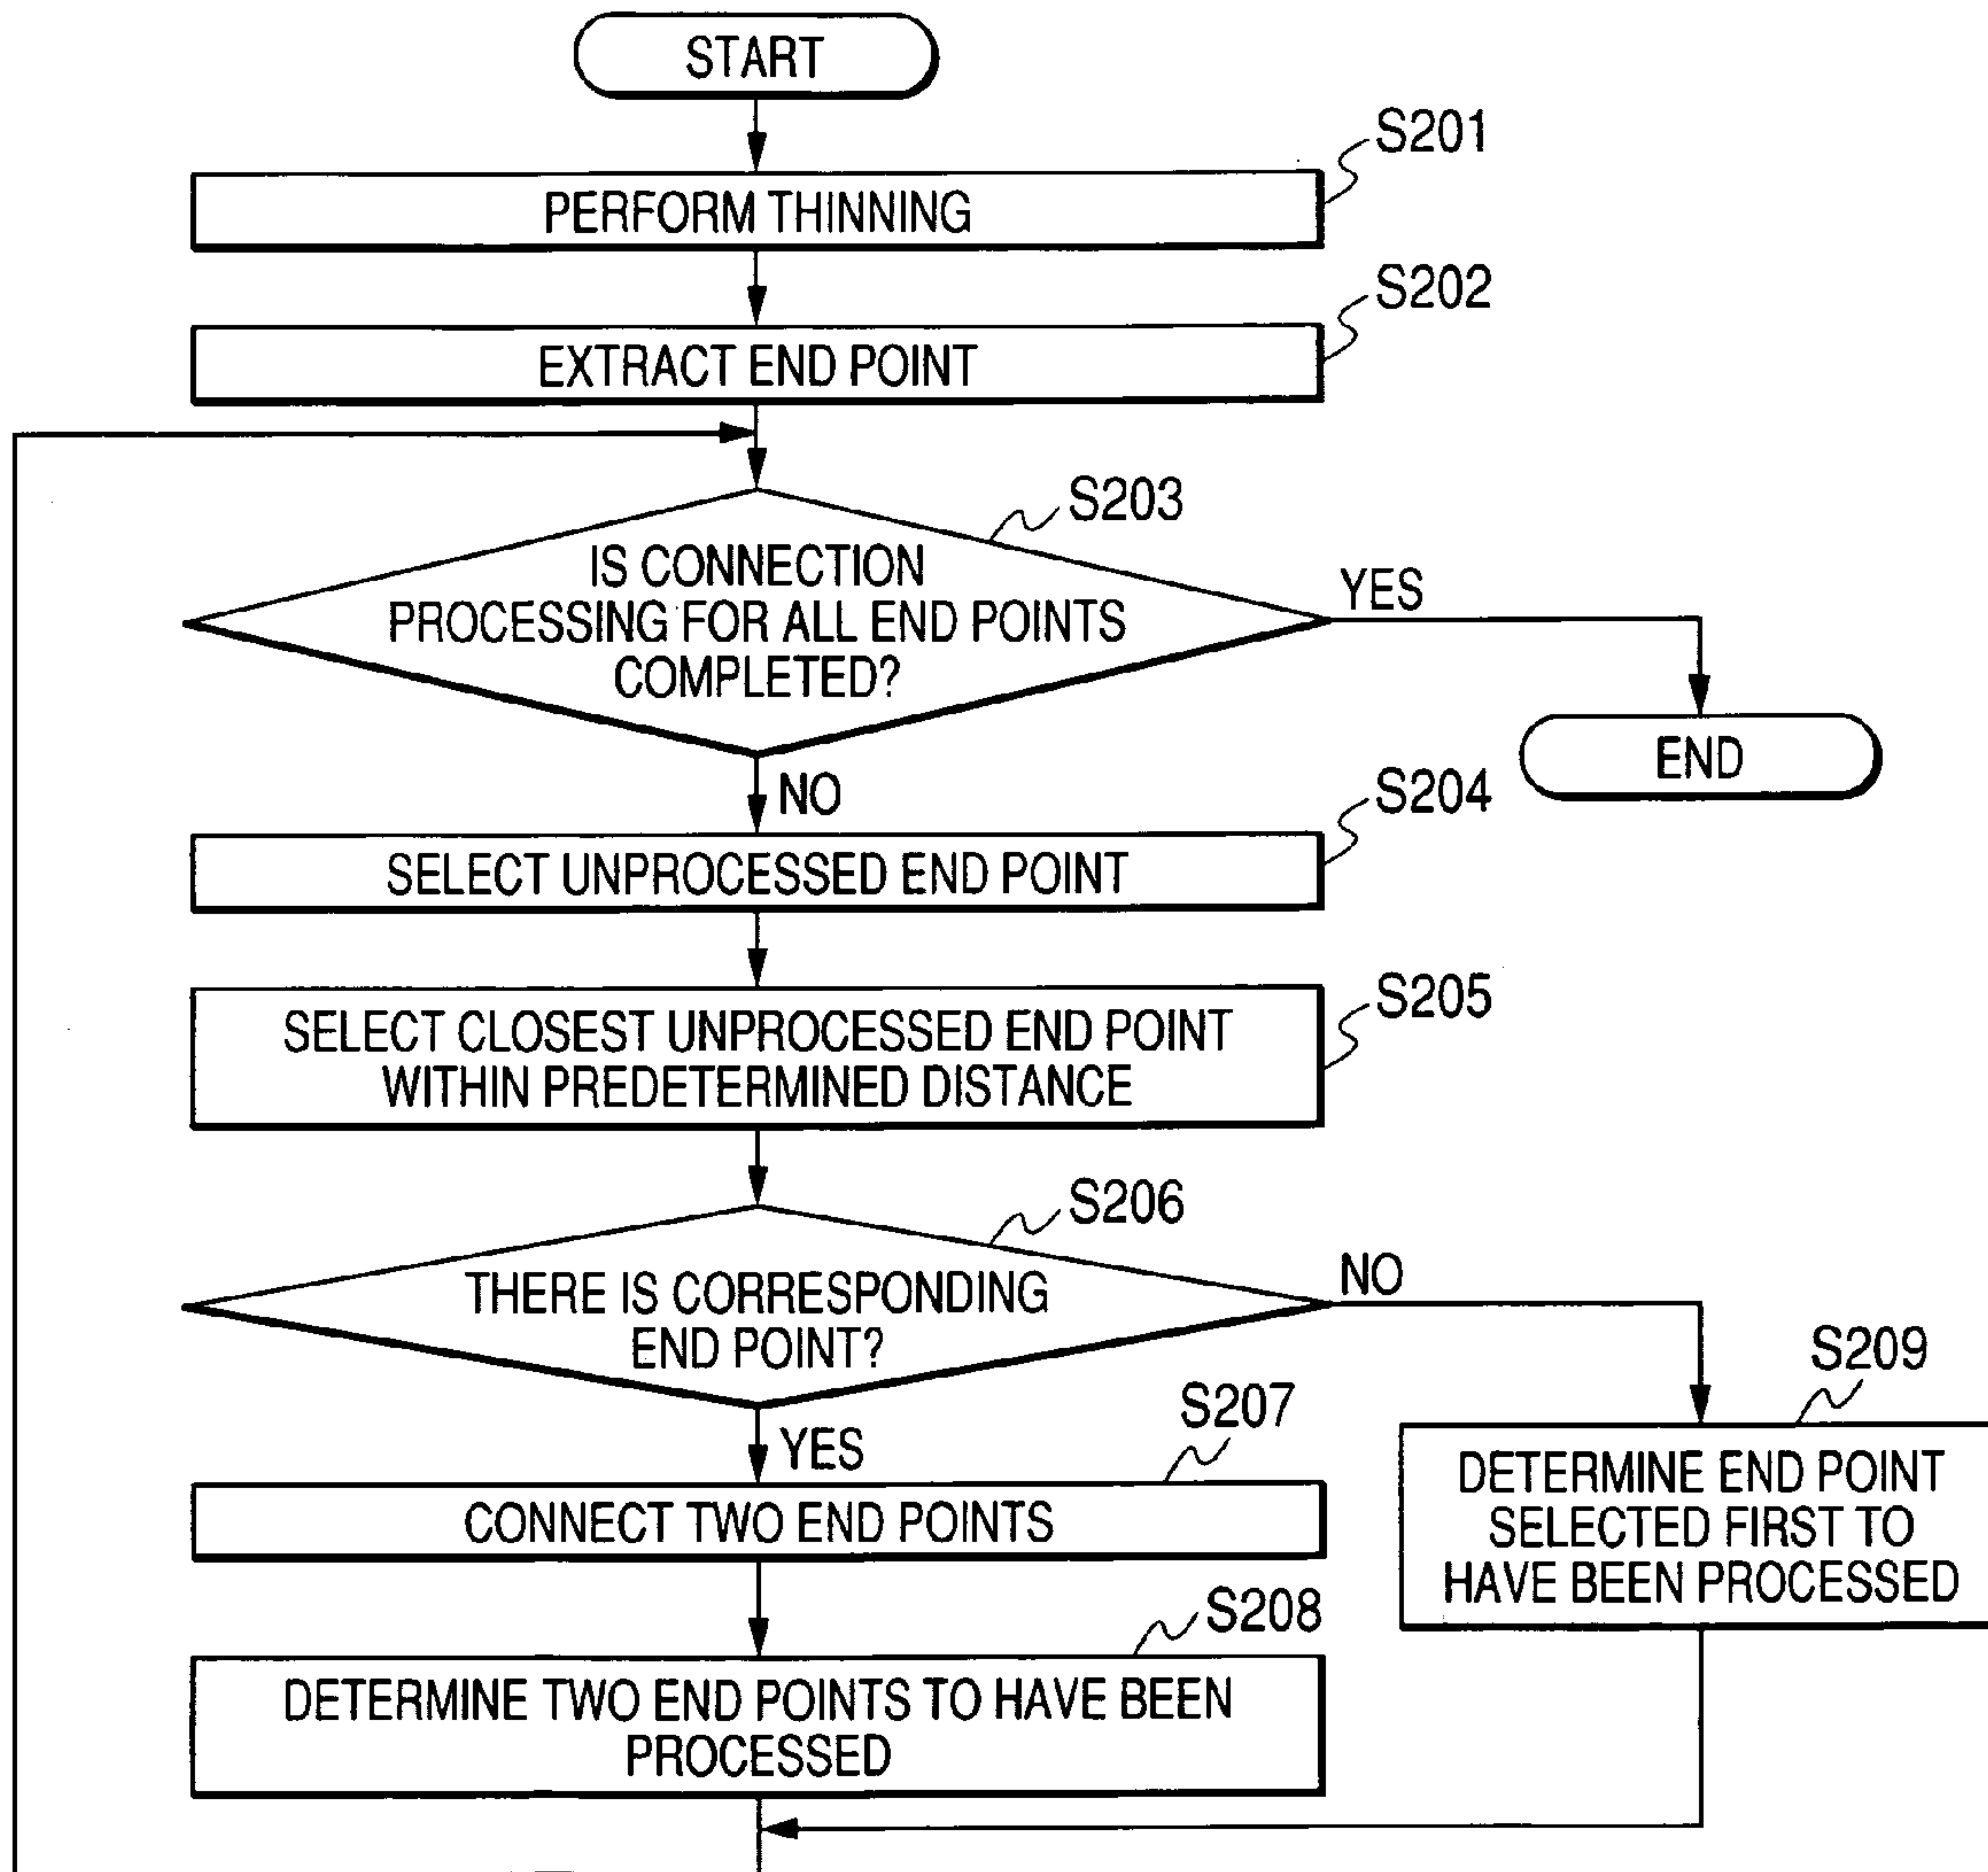 START
S201
PERFORM THINNING
S202
EXTRACT END POINT
S203
IS CONNECTION
PROCESSING FOR ALL END POINTS
COMPLETED?
YES
END
NO
S204
SELECT UNPROCESSED END POINT
S205
SELECT CLOSEST UNPROCESSED END POINT
WITHIN PREDETERMINED DISTANCE
S206
THERE IS CORRESPONDING
END POINT?
NO
S209
DETERMINE END POINT
SELECTED FIRST TO
HAVE BEEN PROCESSED
YES
S207
CONNECT TWO END POINTS
S208
DETERMINE TWO END POINTS TO HAVE BEEN
PROCESSED